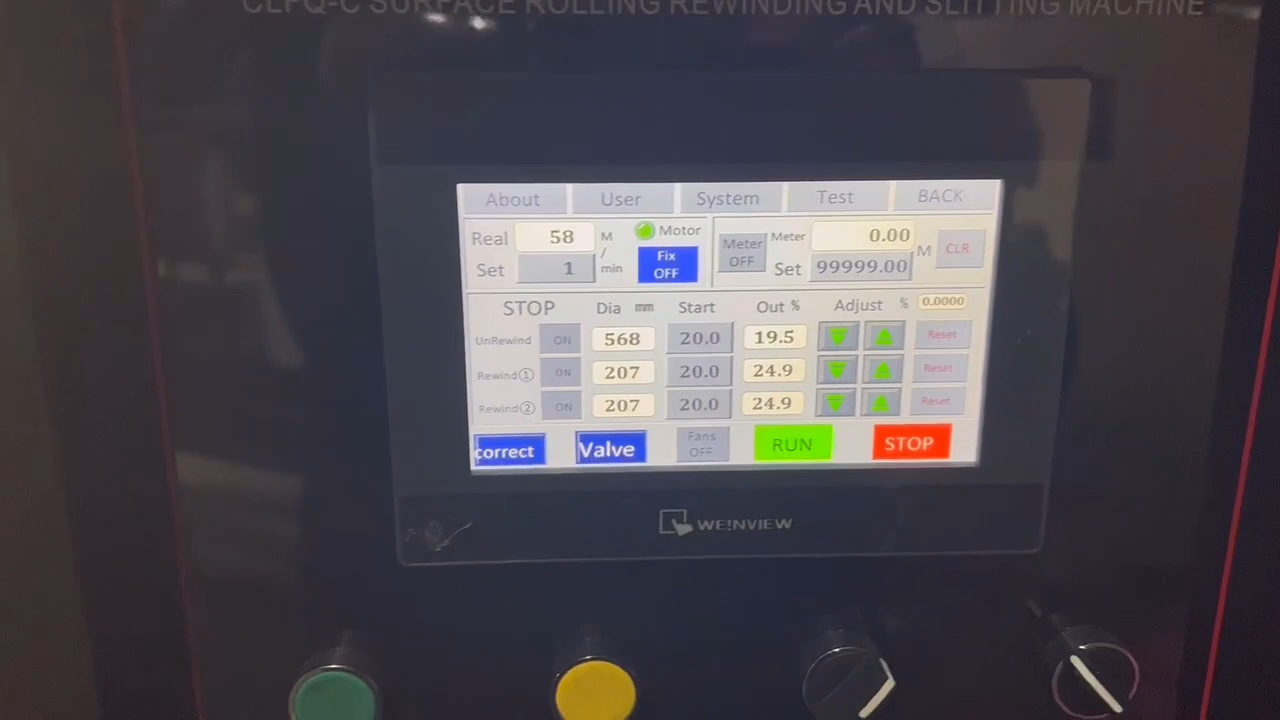 CLFQ-C SURFACE ROLLING REWINDING AND SLITTING MACHINE
About User System Test BACK
Real 58 M / min Motor Meter OFF Meter 0.00 M CLR
Set 1 Fix OFF Set 99999.00
STOP Dia mm Start Out % Adjust % 0.0000
UnRewind ON 568 20.0 19.5 Reset
Rewind① ON 207 20.0 24.9 Reset
Rewind② ON 207 20.0 24.9 Reset
correct Valve Fans OFF RUN STOP
WE!NVIEW